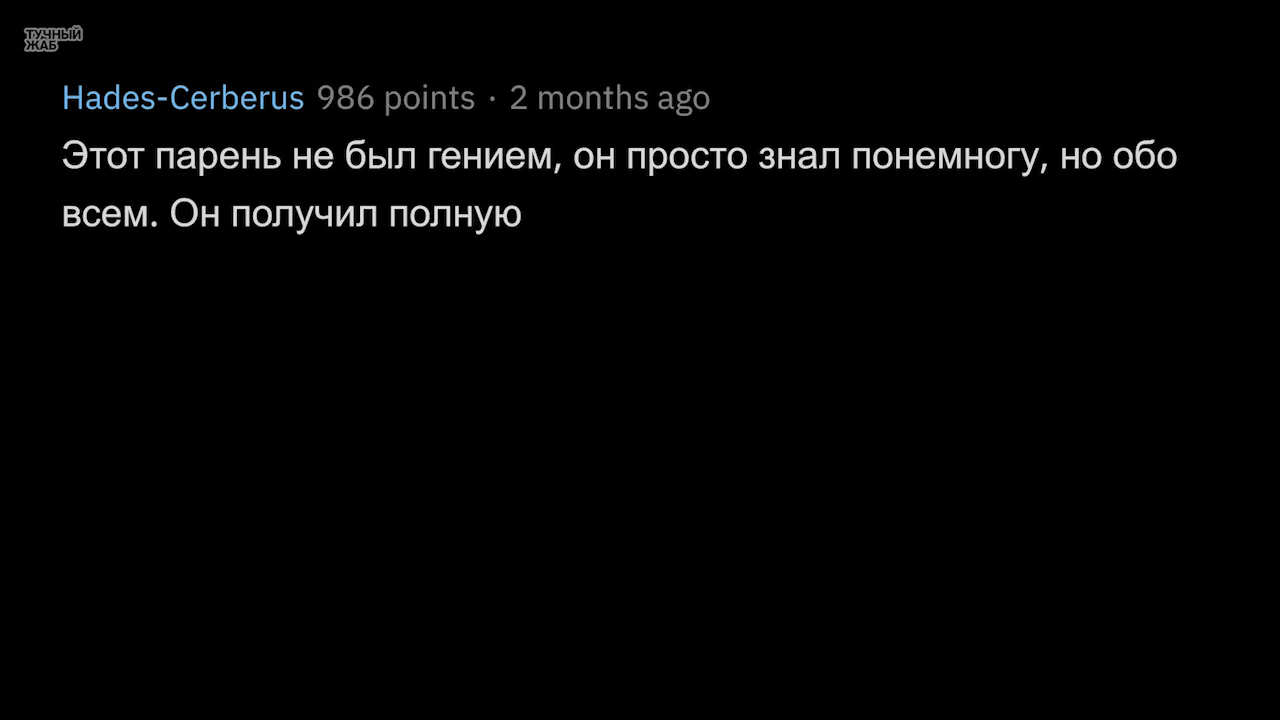 ТУЧНЫЙ
ЖАБ
Hades-Cerberus 986 points · 2 months ago
Этот парень не был гением, он просто знал понемногу, но обо
всем. Он получил полную